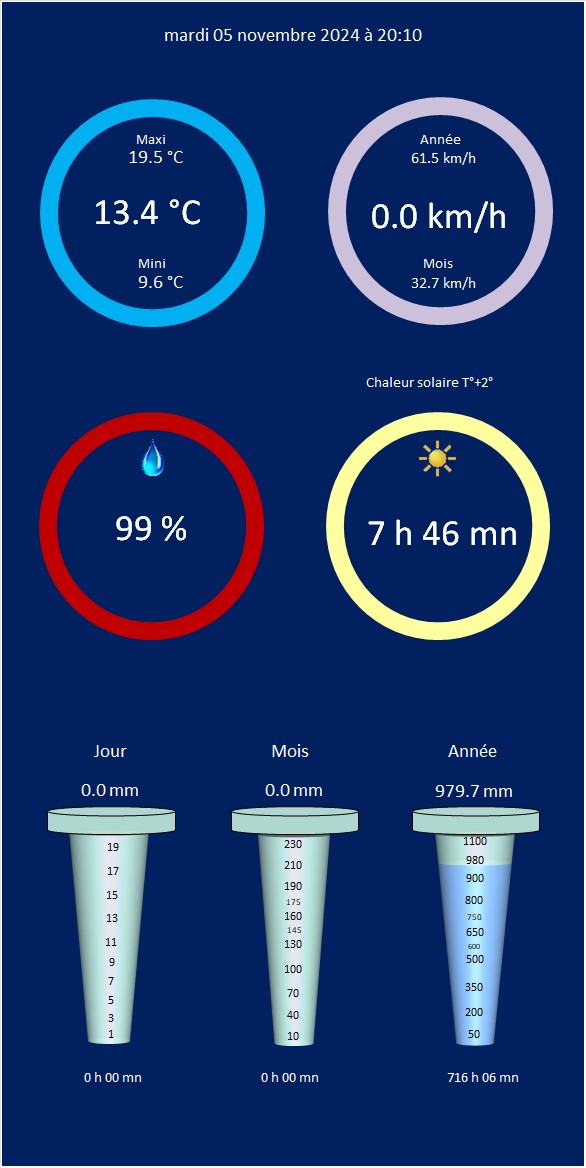 mardi 05 novembre 2024 à 20:10
Maxi
19.5 °C
13.4 °C
Mini
9.6 °C
Année
61.5 km/h
0.0 km/h
Mois
32.7 km/h
Chaleur solaire T°+2°
99 %
7 h 46 mn
Jour
0.0 mm
19
17
15
13
11
9
7
5
3
1
0 h 00 mn
Mois
0.0 mm
230
210
190
175
160
145
130
100
70
40
10
0 h 00 mn
Année
979.7 mm
1100
980
900
800
750
650
600
500
350
200
50
716 h 06 mn